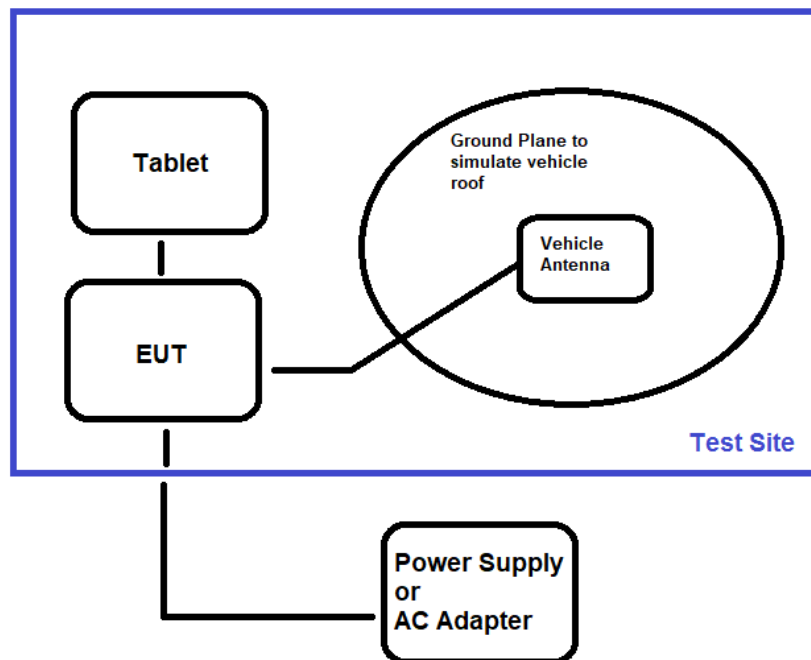 Tablet
Ground Plane to
simulate vehicle
roof
Vehicle
Antenna
EUT
Test Site
Power Supply
or
AC Adapter